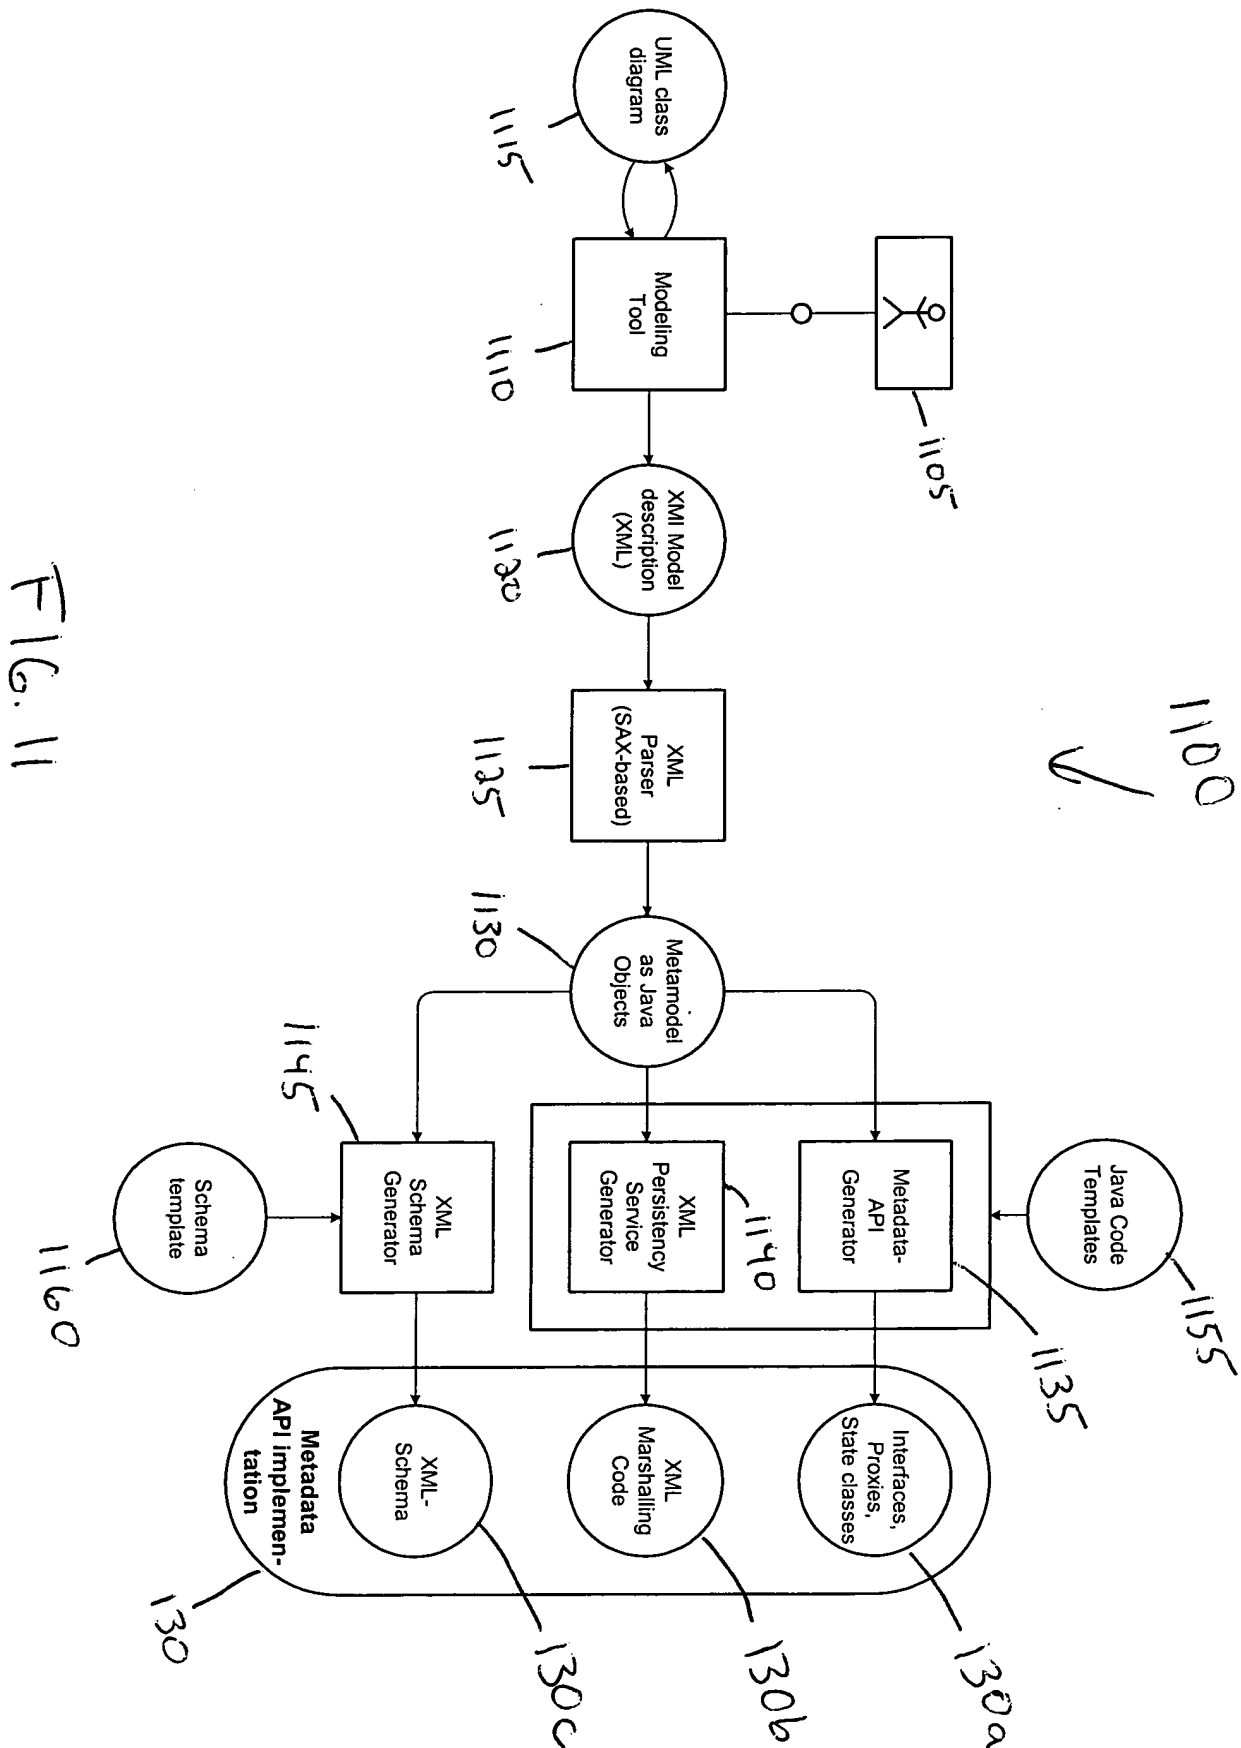 1100
1105
UML class
diagram
1115
Modeling
Tool
1110
XMI Model
description
(XML)
1120
XML
Parser
(SAX-based)
1125
Metamodel
as Java
Objects
1130
Java Code
Templates
1155
Metadata-
API
Generator
1135
XML
Persistency
Service
Generator
1140
XML
Schema
Generator
1145
Schema
template
1160
Interfaces,
Proxies,
State classes
130a
XML
Marshalling
Code
130b
XML-
Schema
130c
Metadata
API implemen-
tation
130
FIG. 11